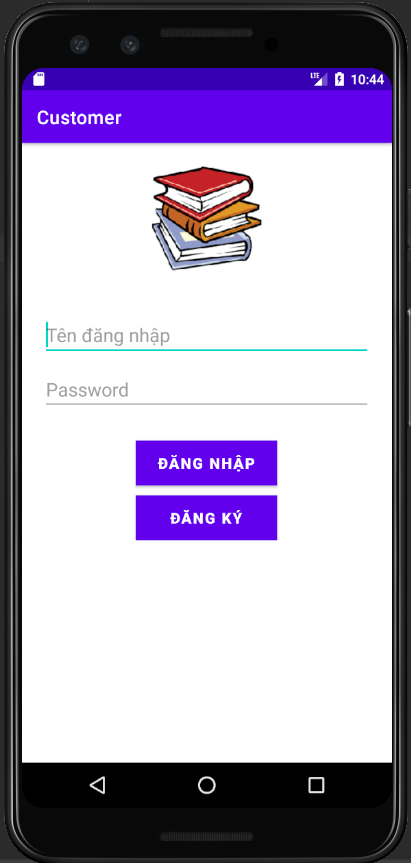 LTE 10:44
Customer
Tên đăng nhập
Password
ĐĂNG NHẬP
ĐĂNG KÝ